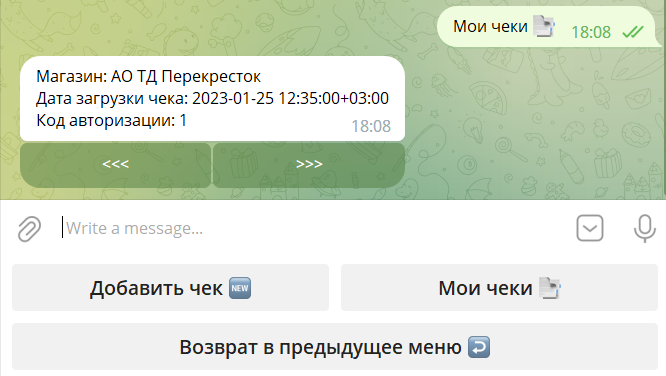 Мои чеки
18:08
Магазин: АО ТД Перекресток
Дата загрузки чека: 2023-01-25 12:35:00+03:00
Код авторизации: 1
18:08
<<< >>>
Write a message...
Добавить чек NEW
Мои чеки
Возврат в предыдущее меню